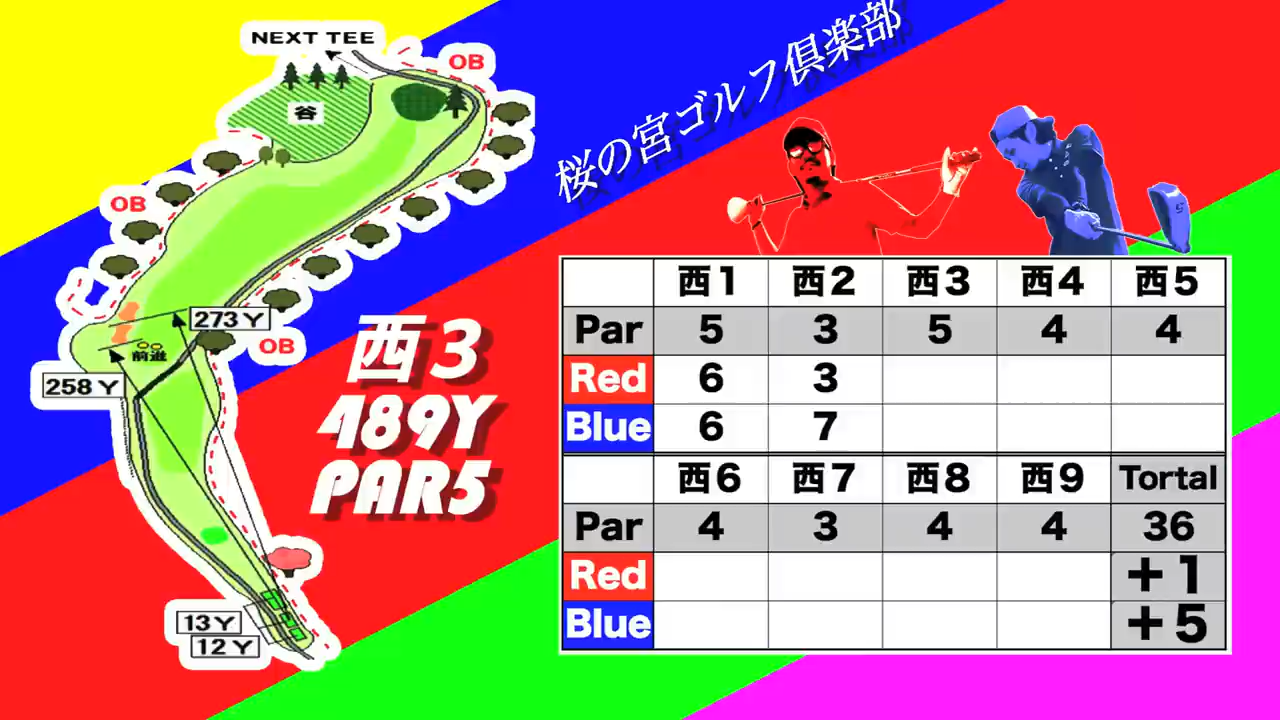 NEXT TEE
OB
谷
桜の宮ゴルフ倶楽部
OB
273Y
前進
OB
258Y
西3
489Y
PAR5
13Y
12Y
西1 西2 西3 西4 西5
Par 5 3 5 4 4
Red 6 3
Blue 6 7
西6 西7 西8 西9 Tortal
Par 4 3 4 4 36
Red +1
Blue +5